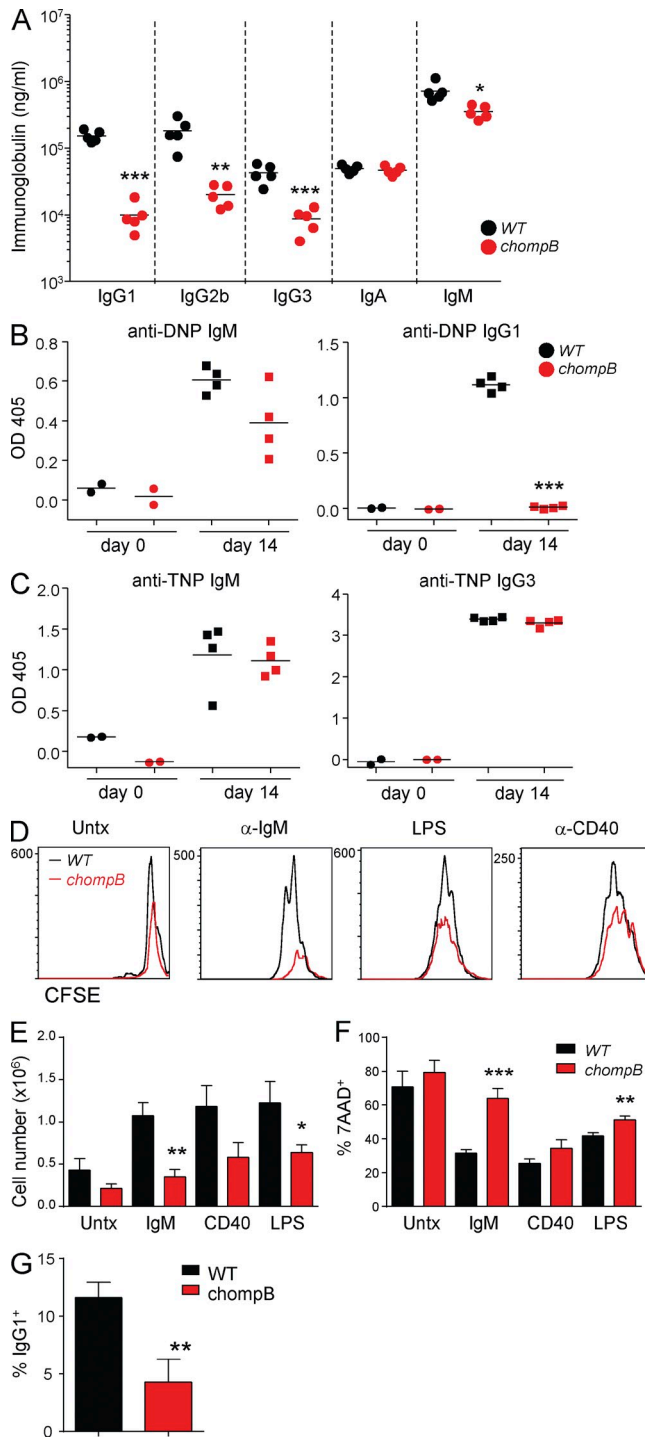 A
Immunoglobulin (ng/ml)
10⁶
10⁵
10⁴
10³
***
**
***
*
WT
chompB
IgG1 IgG2b IgG3 IgA IgM
B
anti-DNP IgM anti-DNP IgG1
OD 405
0.8
0.6
0.4
0.2
0.0
1.5
1.0
0.5
0.0
WT
chompB
***
day 0 day 14 day 0 day 14
C
anti-TNP IgM anti-TNP IgG3
OD 405
2.0
1.5
1.0
0.5
0.0
4
3
2
1
0
day 0 day 14 day 0 day 14
D
Untx α-IgM LPS α-CD40
600 500 600 250
WT
chompB
CFSE
E
Cell number (x10⁶)
2.0
1.5
1.0
0.5
0.0
** *
Untx IgM CD40 LPS
F
% 7AAD⁺
100
80
60
40
20
0
WT
chompB
*** **
Untx IgM CD40 LPS
G
% IgG1⁺
15
10
5
0
WT
chompB
**